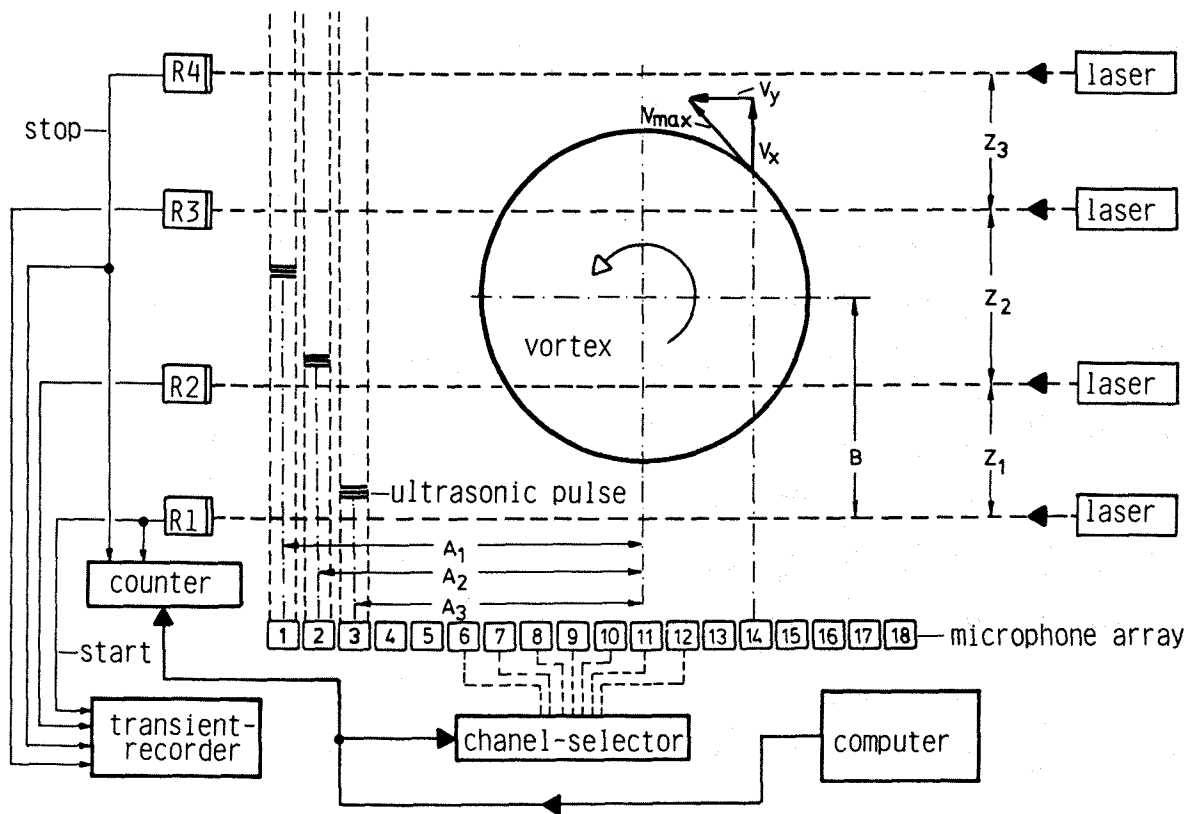 R4
laser
stop
Vy
Vmax
Vx
Z3
R3
laser
Z2
vortex
R2
laser
B
Z1
ultrasonic pulse
R1
laser
A1
counter
A2
A3
1 2 3 4 5 6 7 8 9 10 11 12 13 14 15 16 17 18
microphone array
start
transient-
recorder
chanel-selector
computer